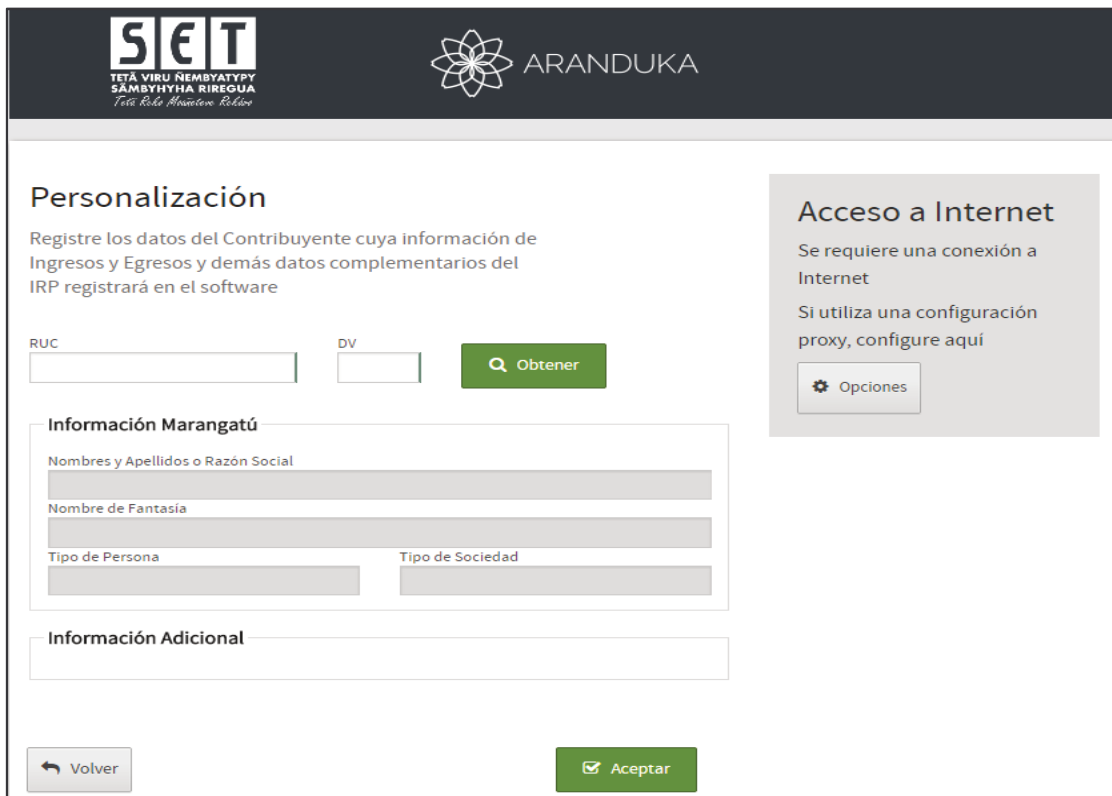 SET
TETÃ VIRU ÑEMBYATYPY
SÃMBYHYHA RIREGUA
ARANDUKA
Personalización
Registre los datos del Contribuyente cuya información de
Ingresos y Egresos y demás datos complementarios del
IRP registrará en el software
RUC
DV
Obtener
Información Marangatú
Nombres y Apellidos o Razón Social
Nombre de Fantasía
Tipo de Persona
Tipo de Sociedad
Información Adicional
Volver
Aceptar
Acceso a Internet
Se requiere una conexión a
Internet
Si utiliza una configuración
proxy, configure aquí
Opciones